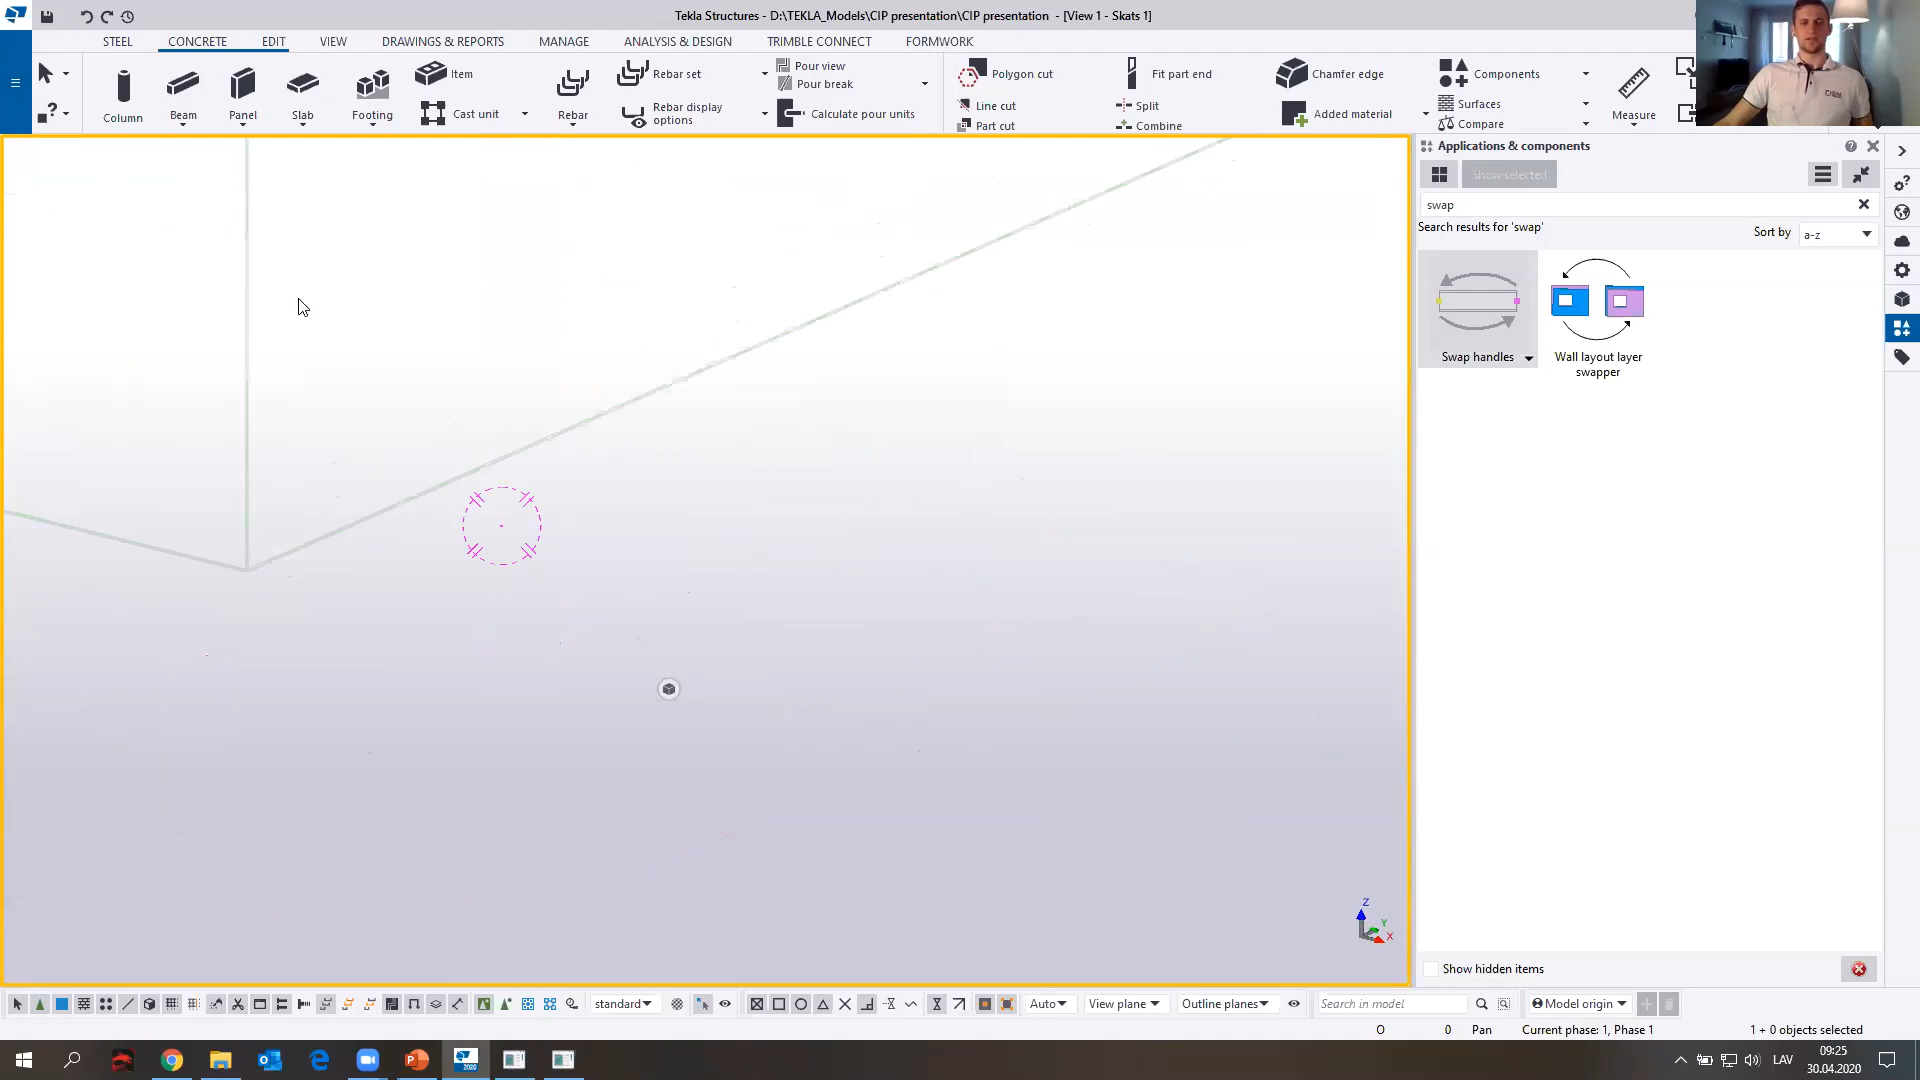 Tekla Structures - D:\TEKLA_Models\CIP presentation\CIP presentation - [View 1 - Skats 1]
STEEL CONCRETE EDIT VIEW DRAWINGS & REPORTS MANAGE ANALYSIS & DESIGN TRIMBLE CONNECT FORMWORK
Column
Beam
Panel
Slab
Footing
Item
Cast unit
Rebar
Rebar set
Rebar display
options
Pour view
Pour break
Calculate pour units
Polygon cut
Line cut
Part cut
Fit part end
Split
Combine
Chamfer edge
Added material
Components
Surfaces
Compare
Measure
Applications & components
Show selected
swap
Search results for 'swap'
Sort by
a-z
Swap handles
Wall layout layer
swapper
Z
Y
X
Show hidden items
standard
Auto
View plane
Outline planes
Search in model
Model origin
O 0 Pan Current phase: 1, Phase 1 1 + 0 objects selected
2020
LAV
09:25
30.04.2020